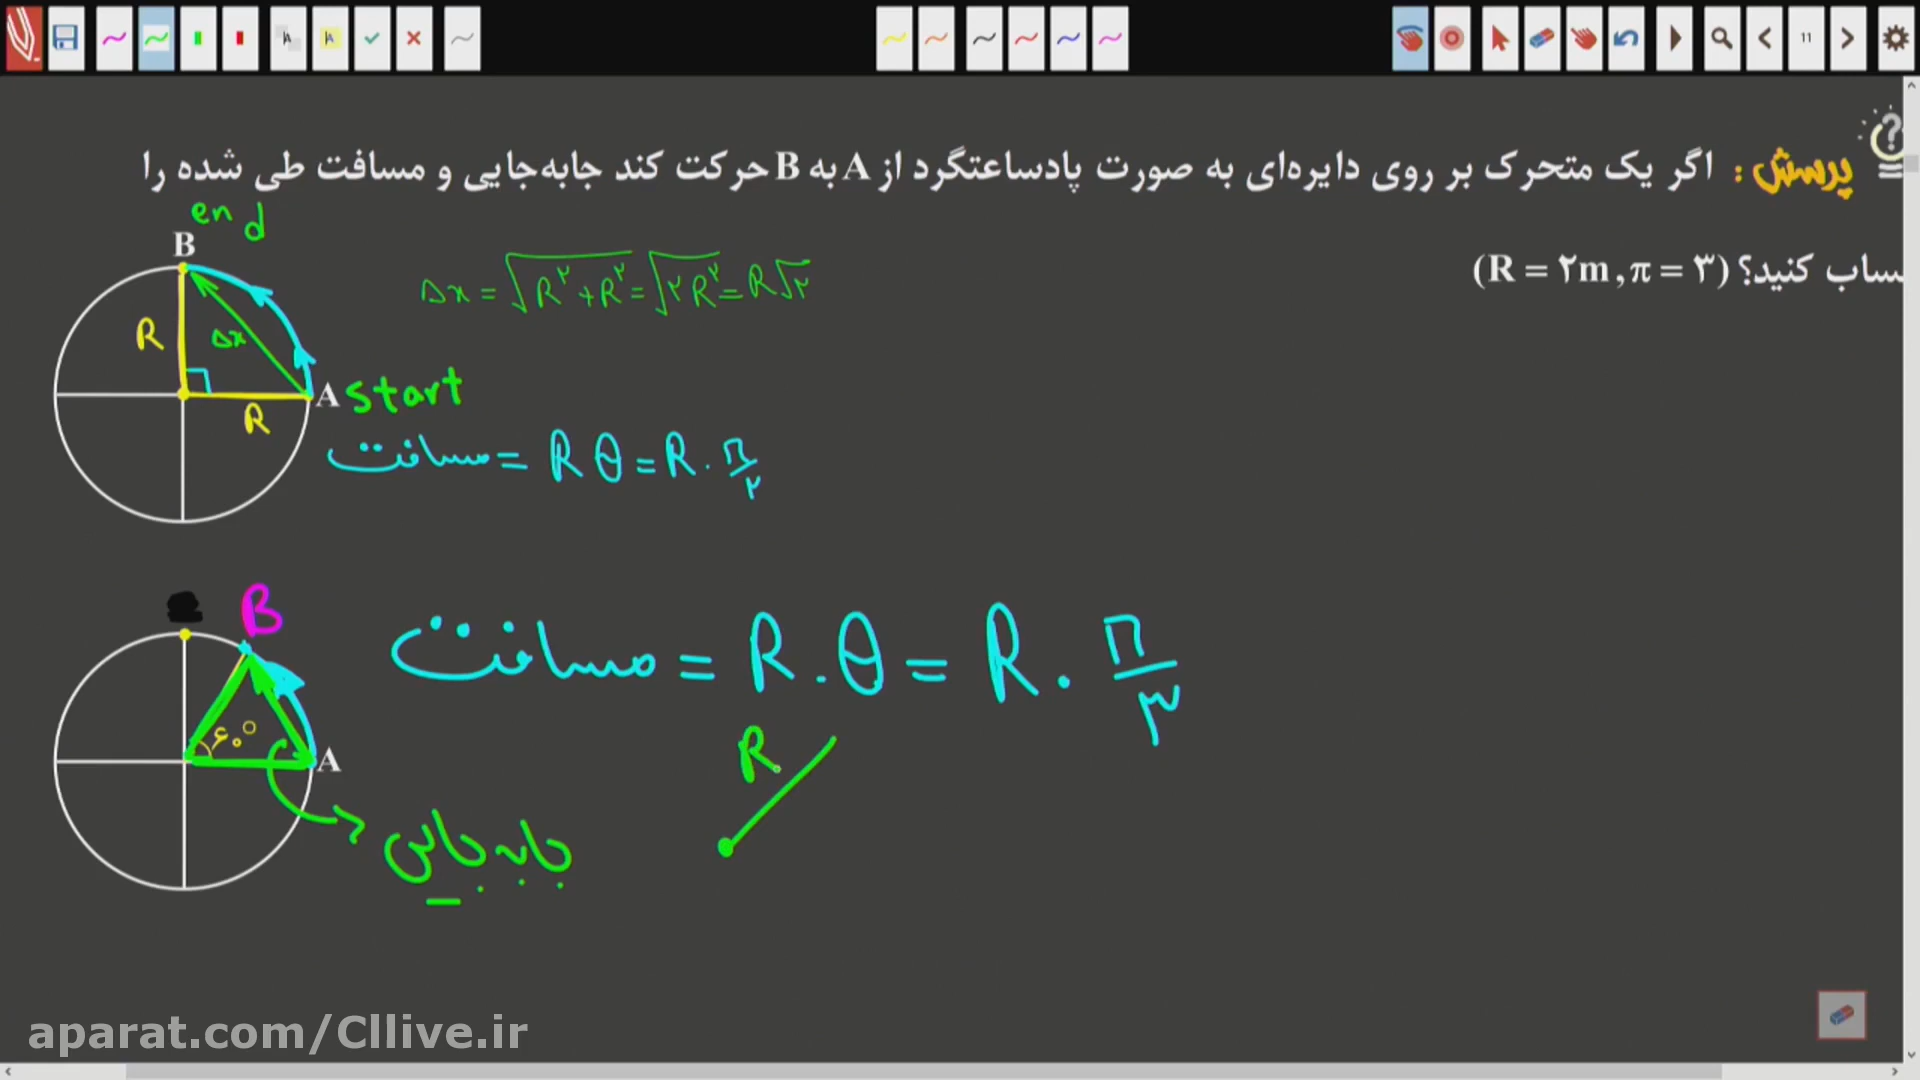 پرسش : اگر یک متحرک بر روی دایره‌ای به صورت پادساعتگرد از A به B حرکت کند جابه‌جایی و مسافت طی شده را
ساب کنید؟ (R = ۲m , π = ۳)
end
B
R
Δx
R
A start
Δx = √R۲ + R۲ = √۲R۲ = R√۲
مسافت = Rθ = R . π/۲
B
۶۰°
A
مسافت = R . θ = R . π/۳
R
جابه جایی
aparat.com/Cllive.ir
۱۱